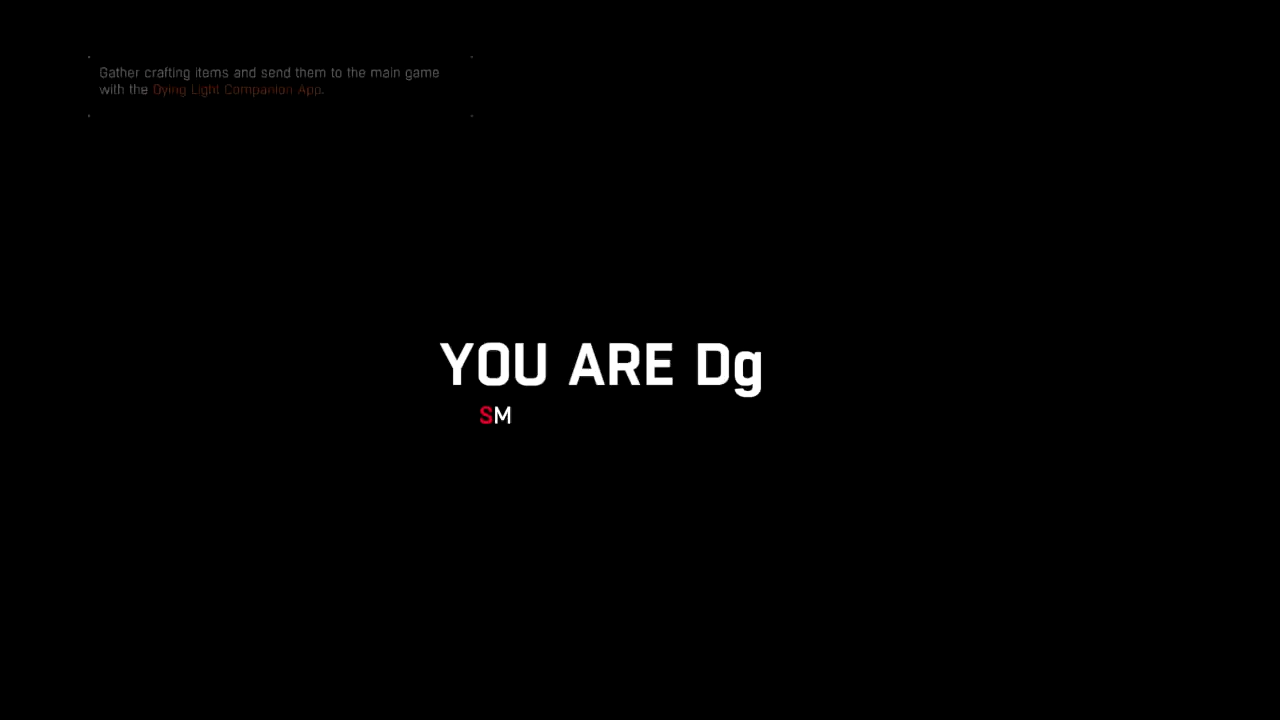 Gather crafting items and send them to the main game
with the Dying Light Companion App.
YOU ARE Dg
SM